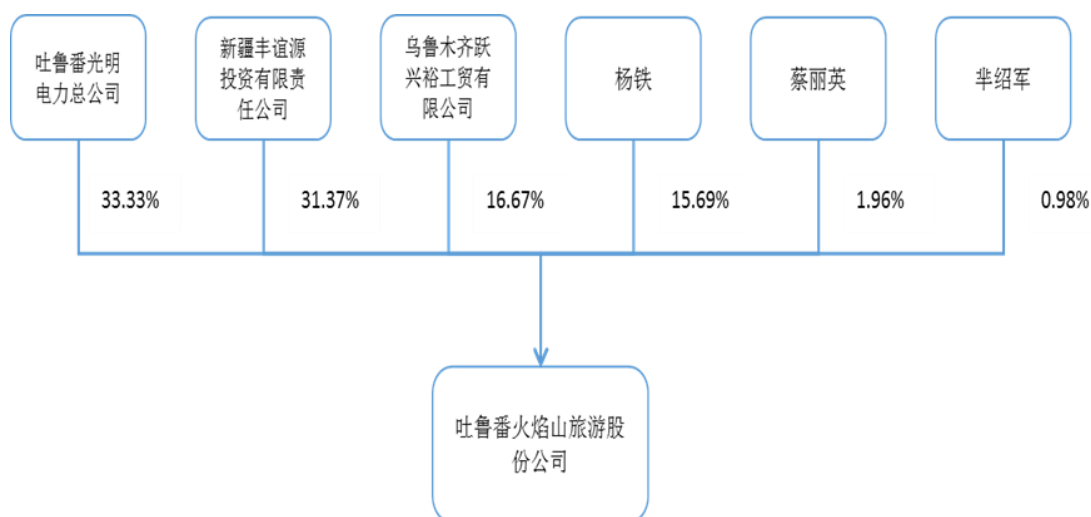 吐鲁番光明
电力总公司
新疆丰谊源
投资有限责
任公司
乌鲁木齐跃
兴裕工贸有
限公司
杨铁
蔡丽英
芈绍军
33.33%
31.37%
16.67%
15.69%
1.96%
0.98%
吐鲁番火焰山旅游股
份公司